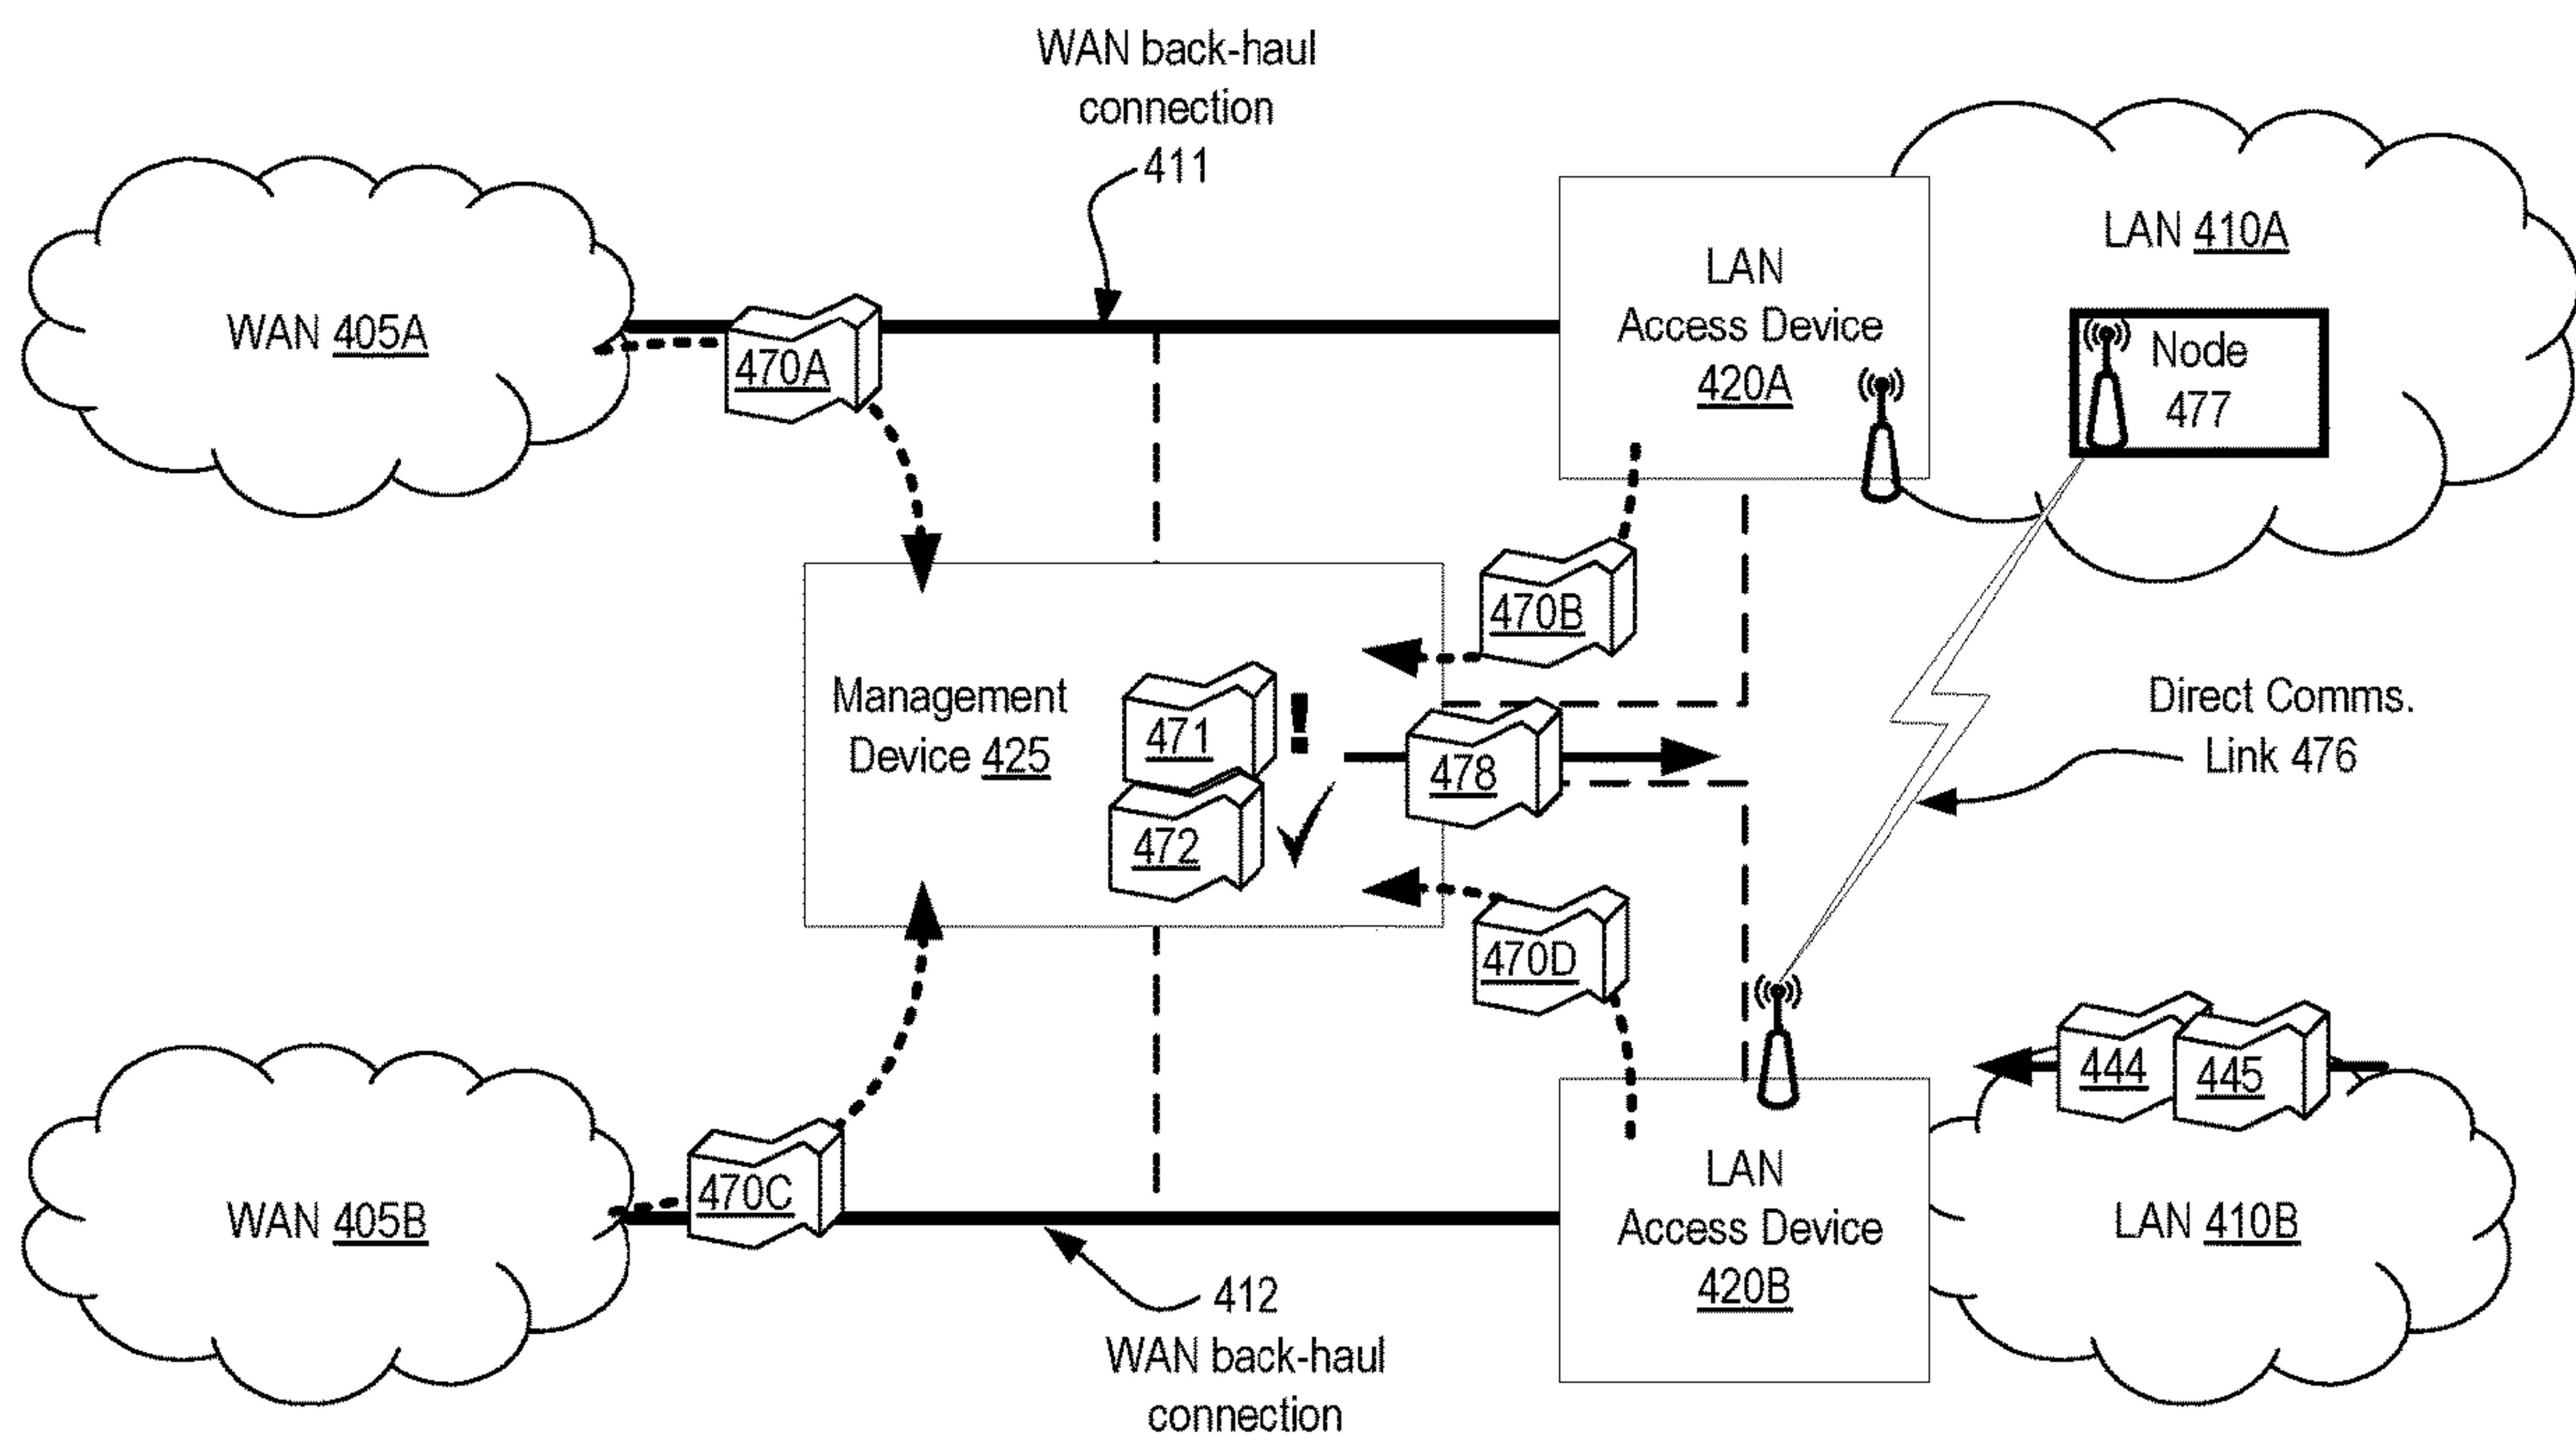 WAN back-haul
connection
411
WAN 405A
470A
LAN
Access Device
420A
LAN 410A
Node
477
470B
Management
Device 425
471
!
472
478
470D
Direct Comms.
Link 476
WAN 405B
470C
412
WAN back-haul
connection
LAN
Access Device
420B
444
445
LAN 410B